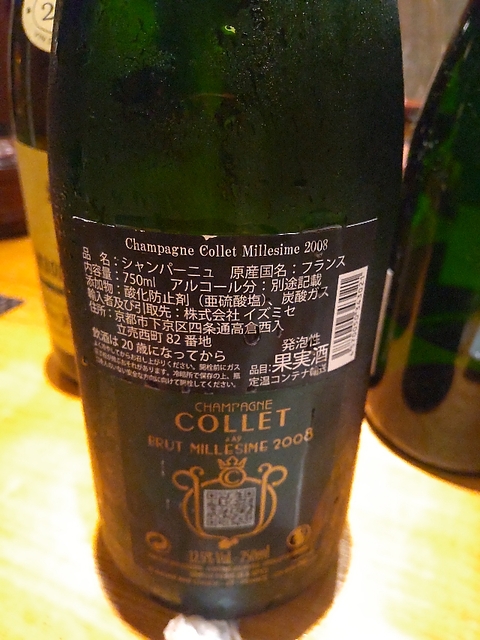 2
Champagne Collet Millesime 2008
品 名：シャンパーニュ 原産国名：フランス
内容量：750ml アルコール分：別途記載
添加物：酸化防止剤（亜硫酸塩）、炭酸ガス
輸入者及び引取先：株式会社イズミセ
住所：京都市下京区四条通高倉西入
立売西町 82 番地
飲酒は20歳になってから
発泡性
品目：果実酒
定温コンテナ輸送
CHAMPAGNE
COLLET
AAY
BRUT MILLESIME 2008
12.5% Vol. - 750ml